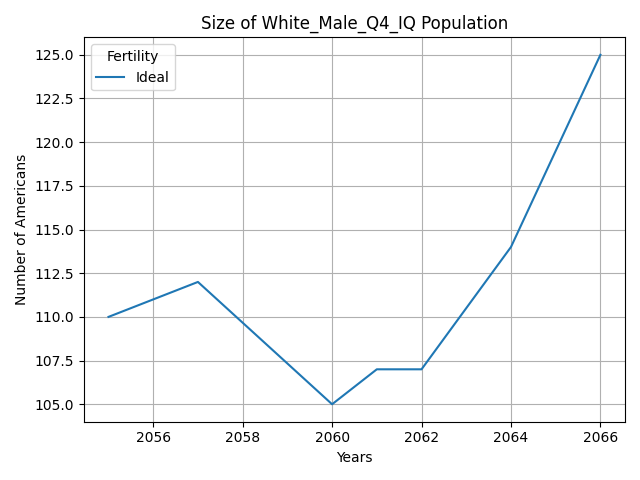 Size of White_Male_Q4_IQ Population
Fertility
Ideal
Number of Americans
125.0
122.5
120.0
117.5
115.0
112.5
110.0
107.5
105.0
2056 2058 2060 2062 2064 2066
Years